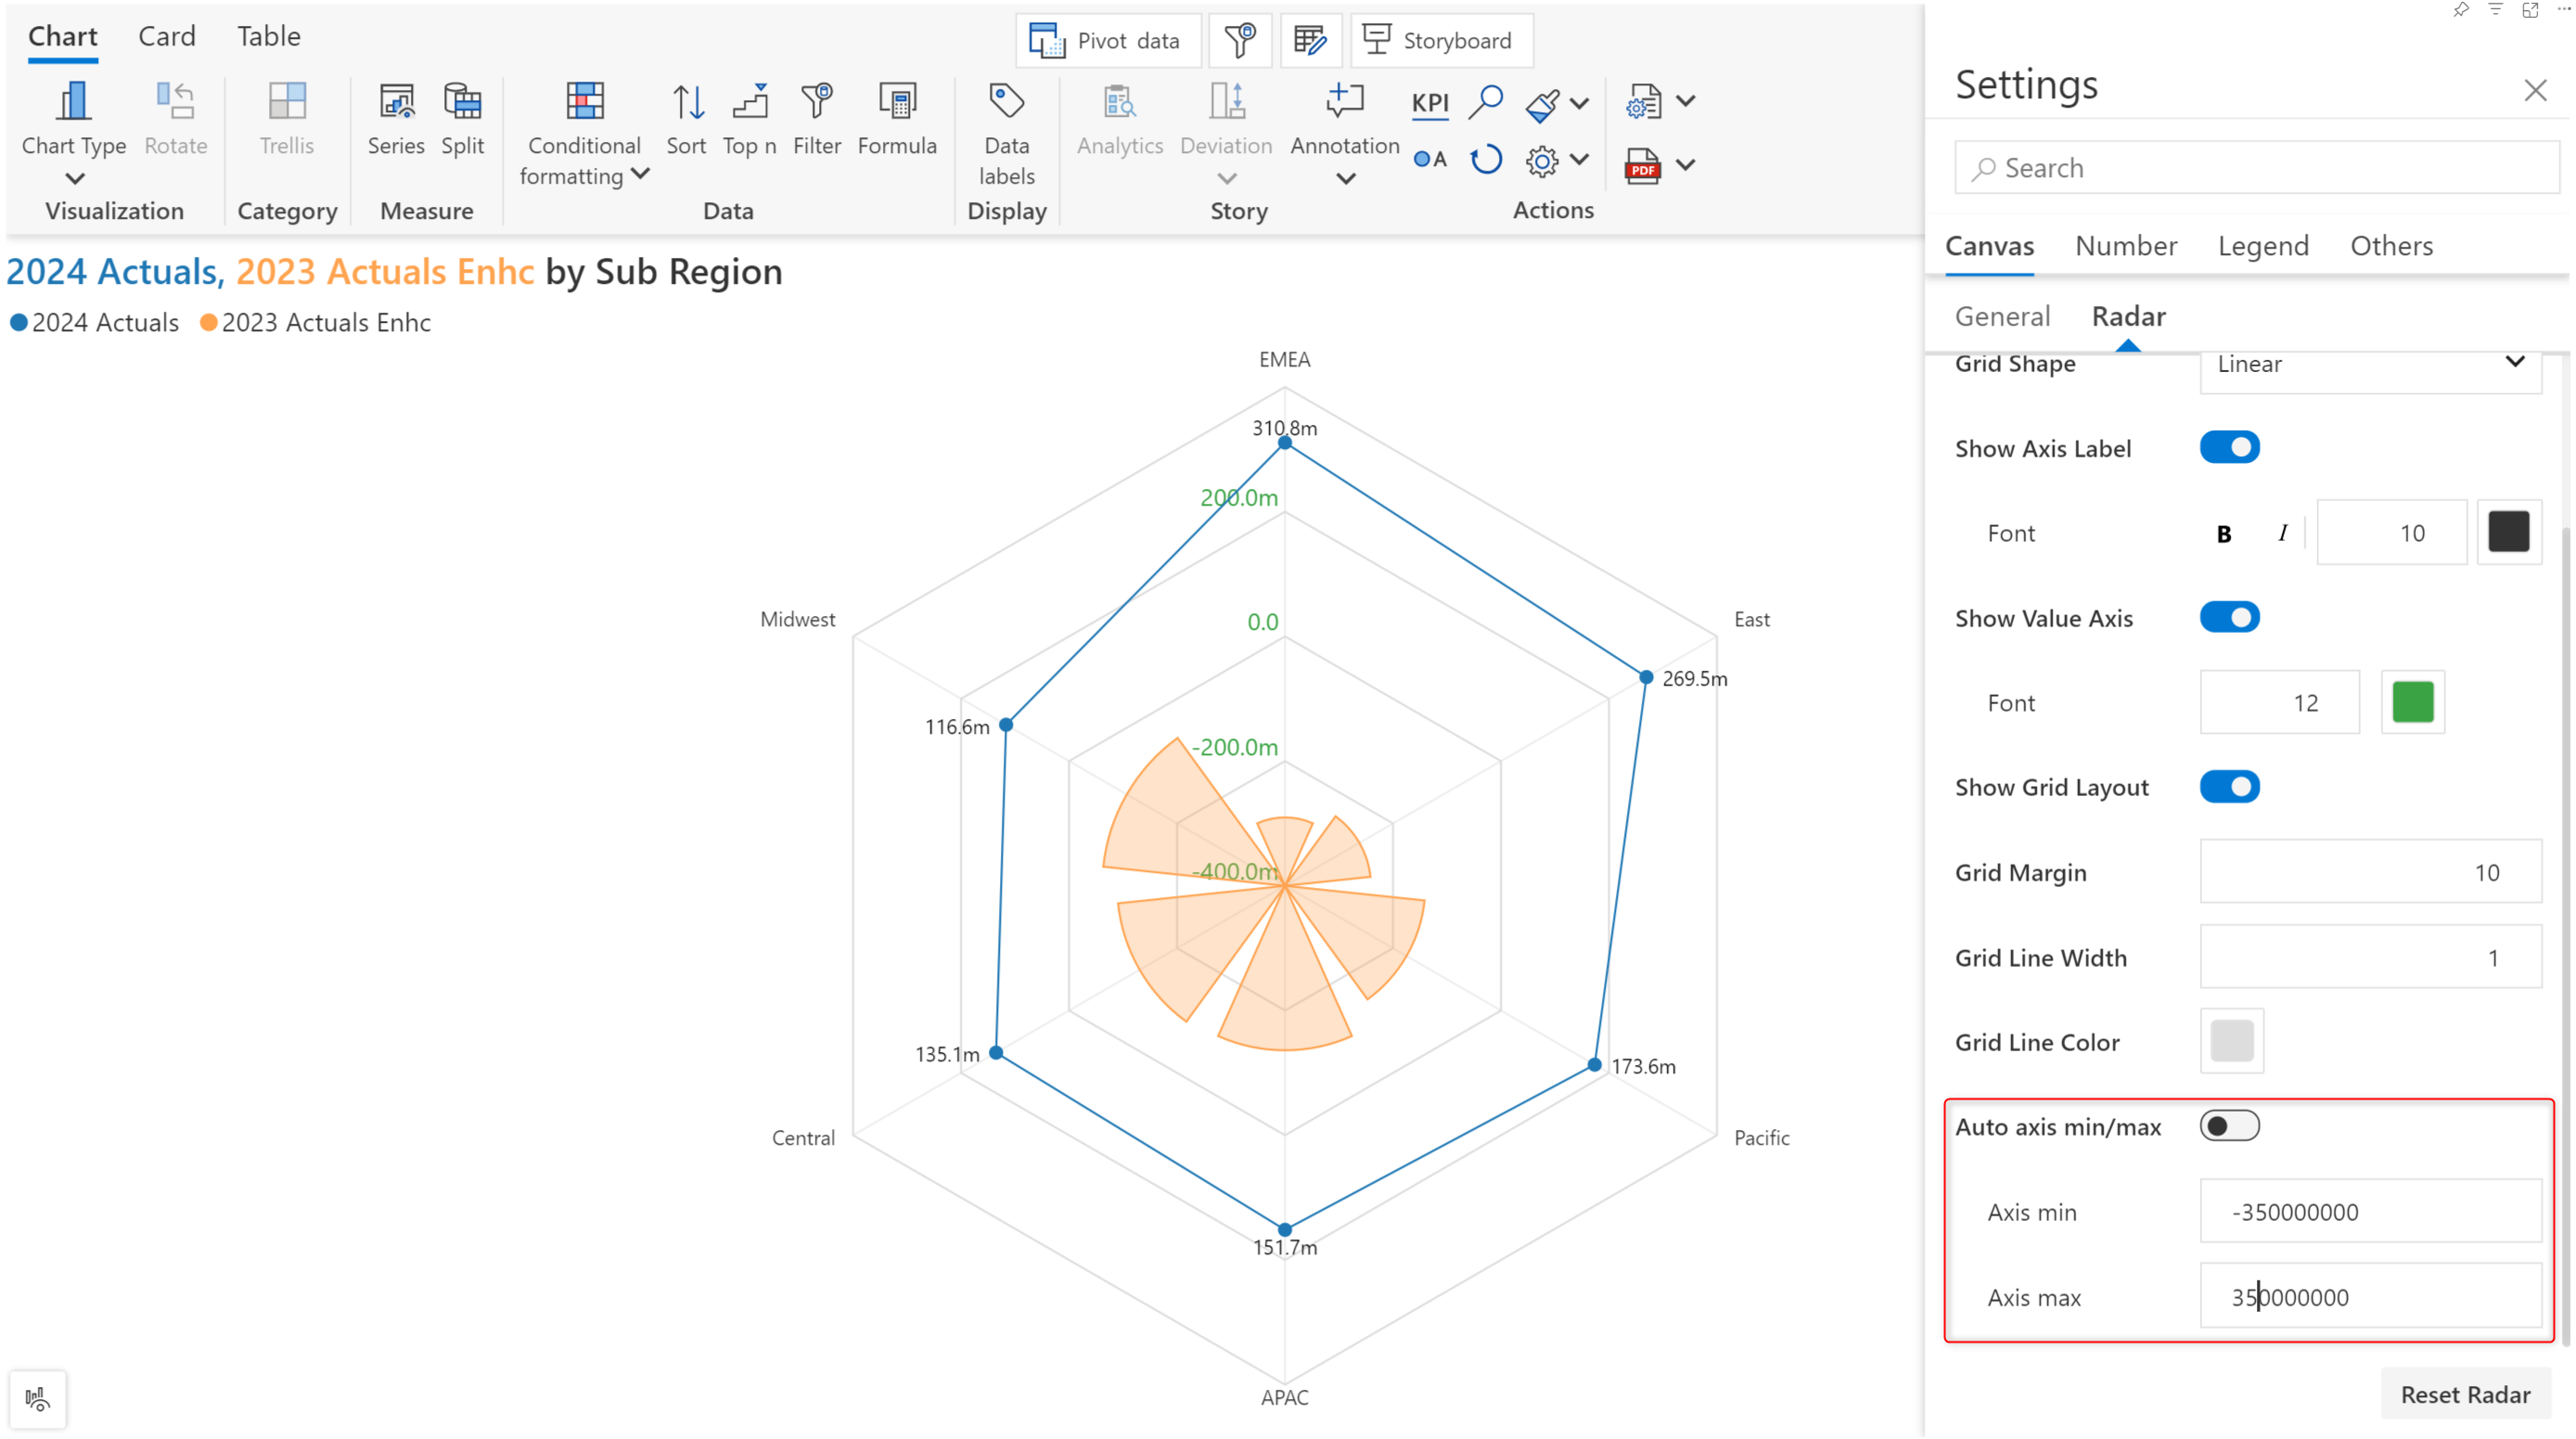 Chart Card Table
Pivot data Storyboard
Chart Type Rotate Trellis Series Split Conditional formatting Sort Top n Filter Formula Data labels Analytics Deviation Annotation KPI
A
PDF
Visualization Category Measure Data Display Story Actions
2024 Actuals, 2023 Actuals Enhc by Sub Region
2024 Actuals 2023 Actuals Enhc
EMEA
310.8m
200.0m
0.0
Midwest
East
269.5m
116.6m
-200.0m
-400.0m
135.1m
173.6m
Central
Pacific
151.7m
APAC
Settings
Search
Canvas Number Legend Others
General Radar
Grid Shape Linear
Show Axis Label
Font B I 10
Show Value Axis
Font 12
Show Grid Layout
Grid Margin 10
Grid Line Width 1
Grid Line Color
Auto axis min/max
Axis min -350000000
Axis max 350000000
Reset Radar